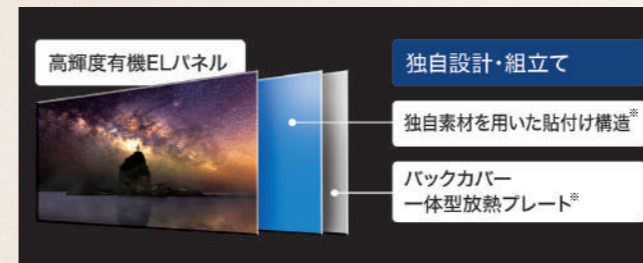 高輝度有機ELパネル
独自設計・組立て
独自素材を用いた貼付け構造※
バックカバー
一体型放熱プレート※